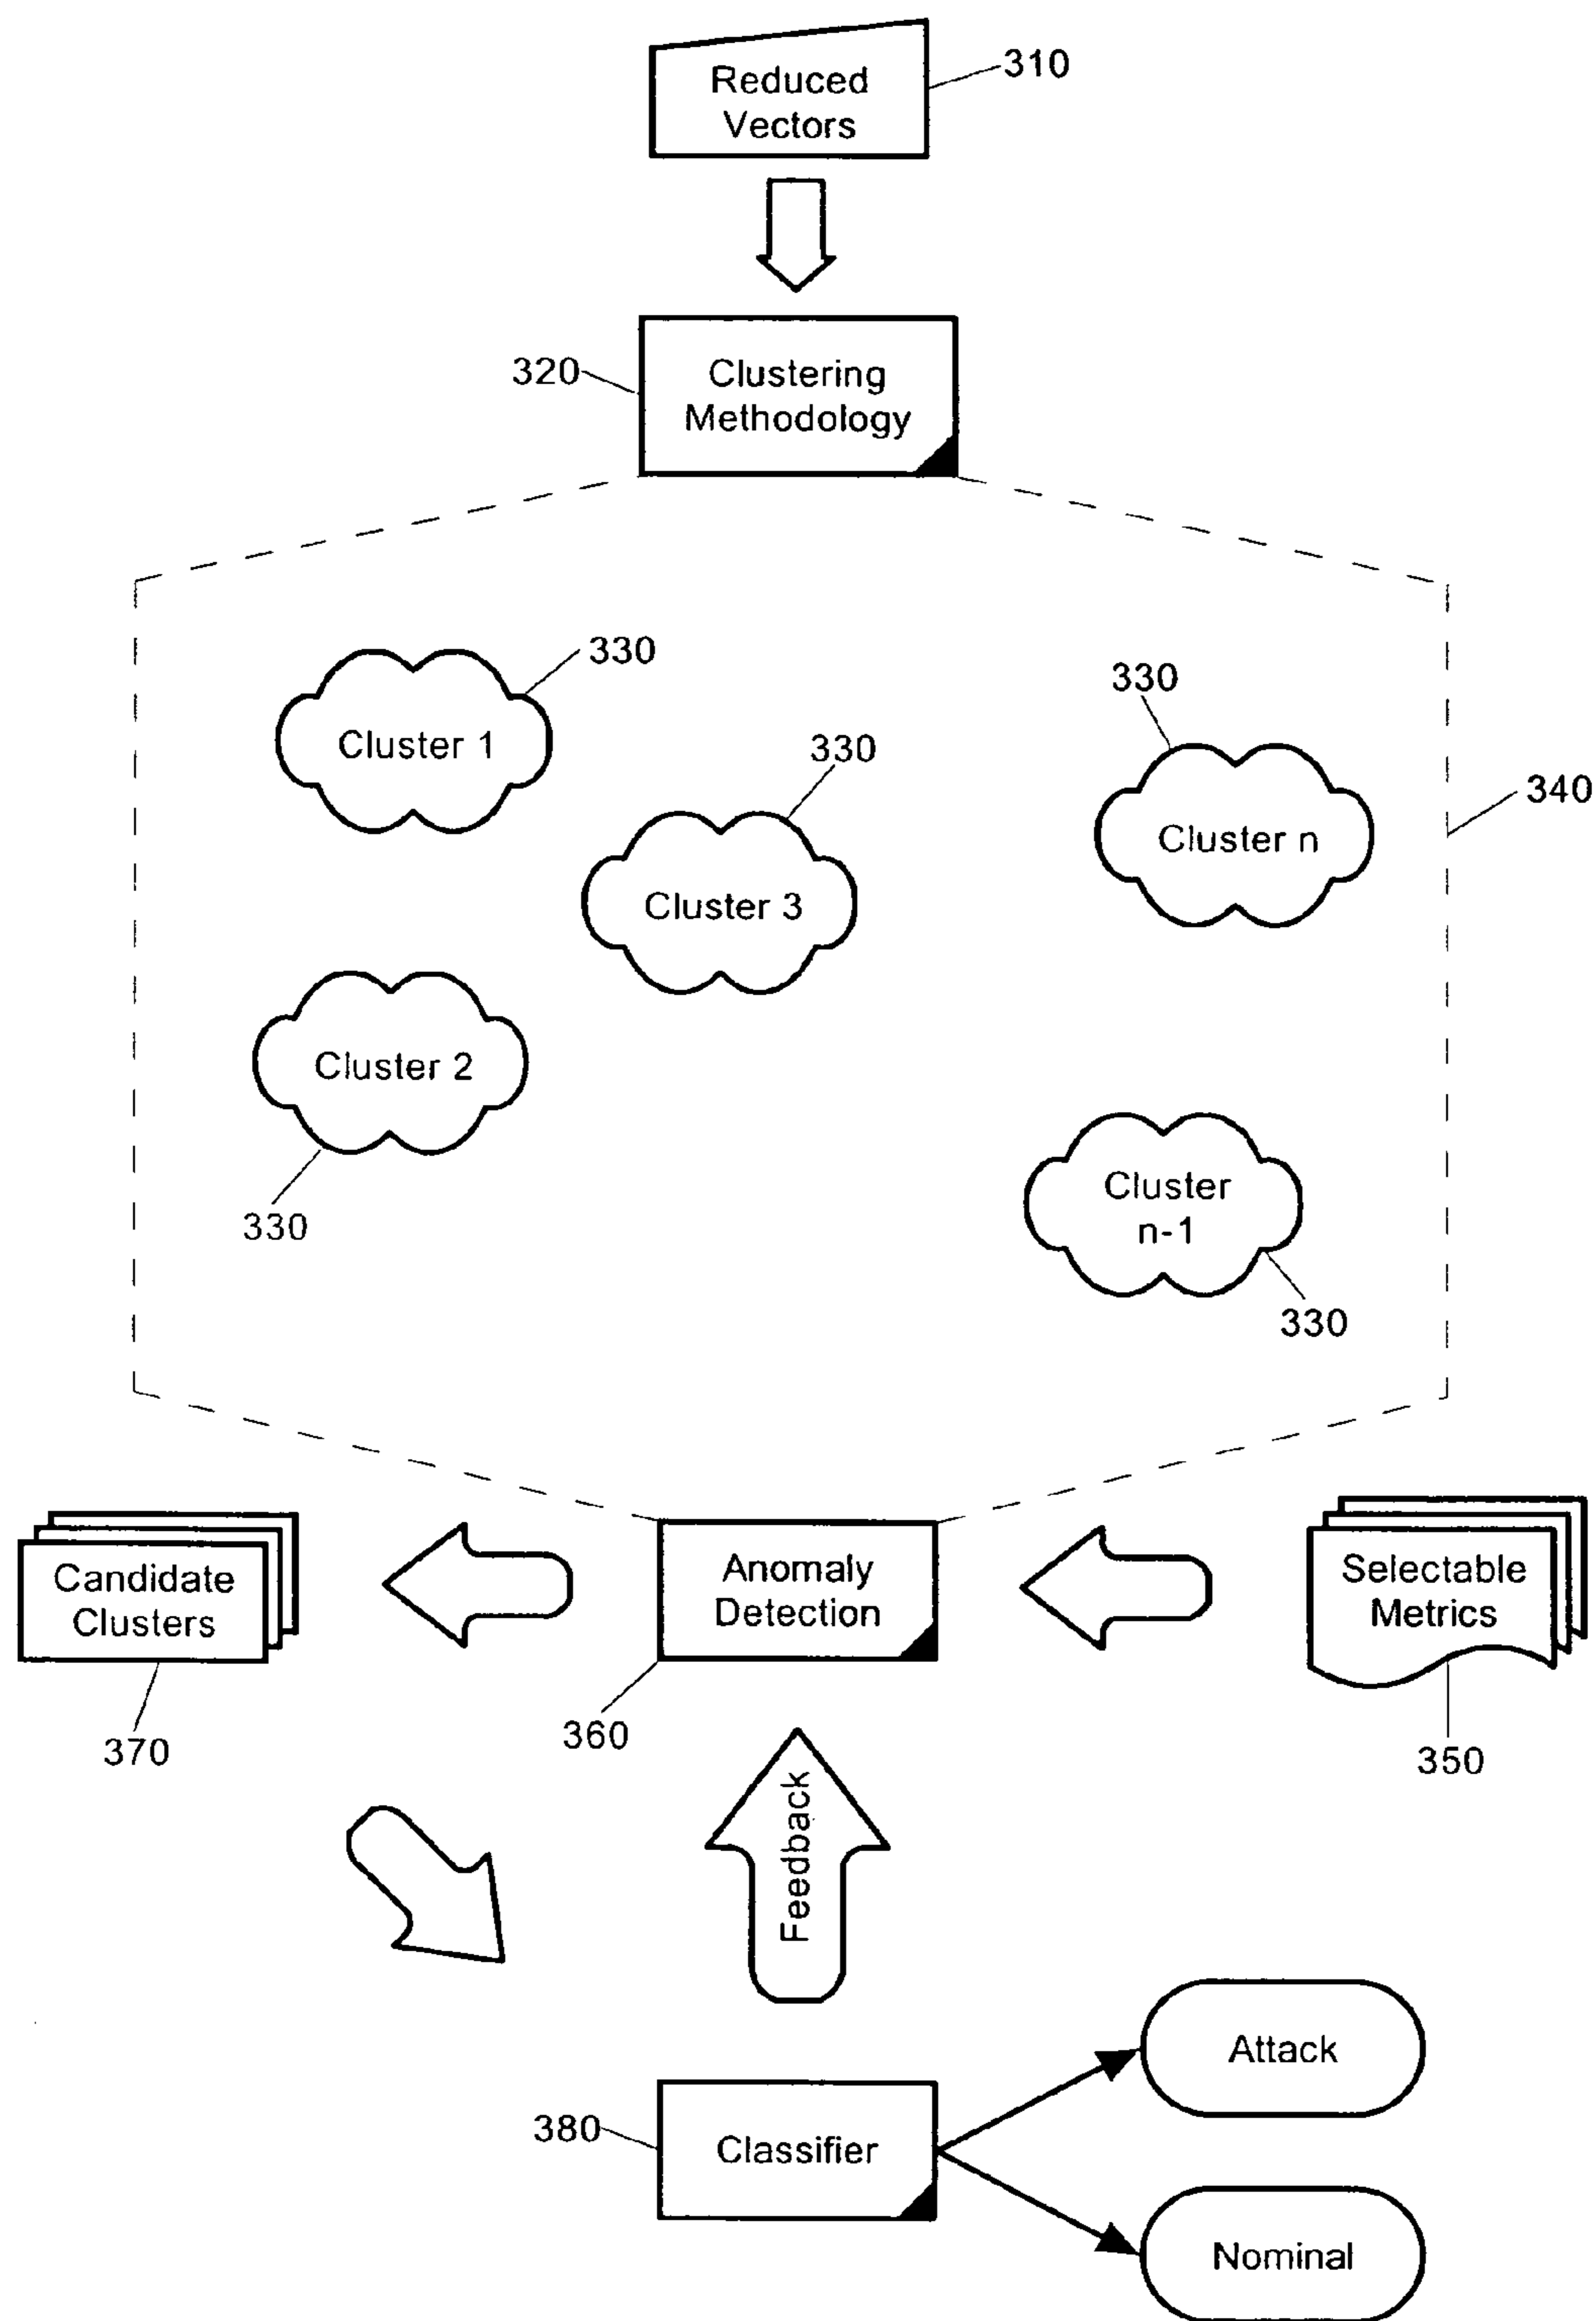 Reduced
Vectors
310
320
Clustering
Methodology
330
Cluster 1
330
Cluster 3
330
Cluster n
340
Cluster 2
330
Cluster
n-1
330
Candidate
Clusters
370
Anomaly
Detection
360
Selectable
Metrics
350
Feedback
380
Classifier
Attack
Nominal